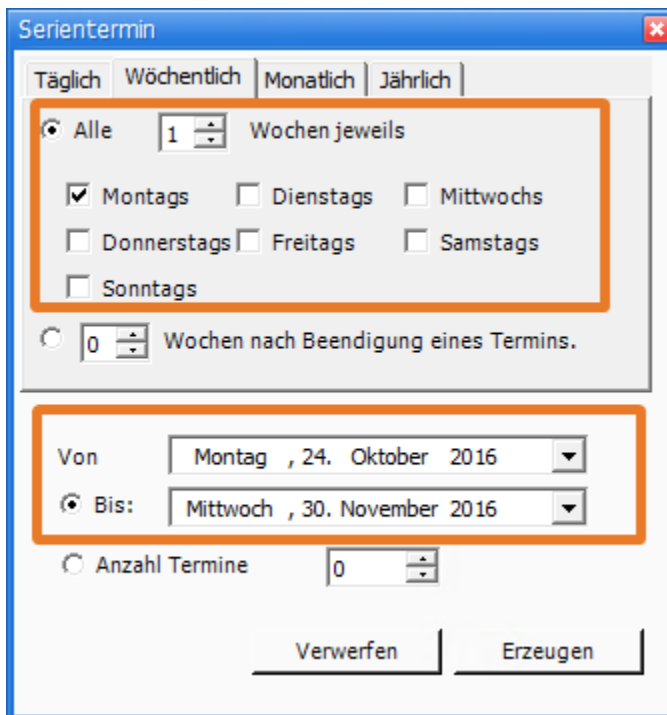 Serientermin
Täglich Wöchentlich Monatlich Jährlich
Alle 1 Wochen jeweils
Montags Dienstags Mittwochs
Donnerstags Freitags Samstags
Sonntags
0 Wochen nach Beendigung eines Termins.
Von Montag , 24. Oktober 2016
Bis: Mittwoch , 30. November 2016
Anzahl Termine 0
Verwerfen Erzeugen